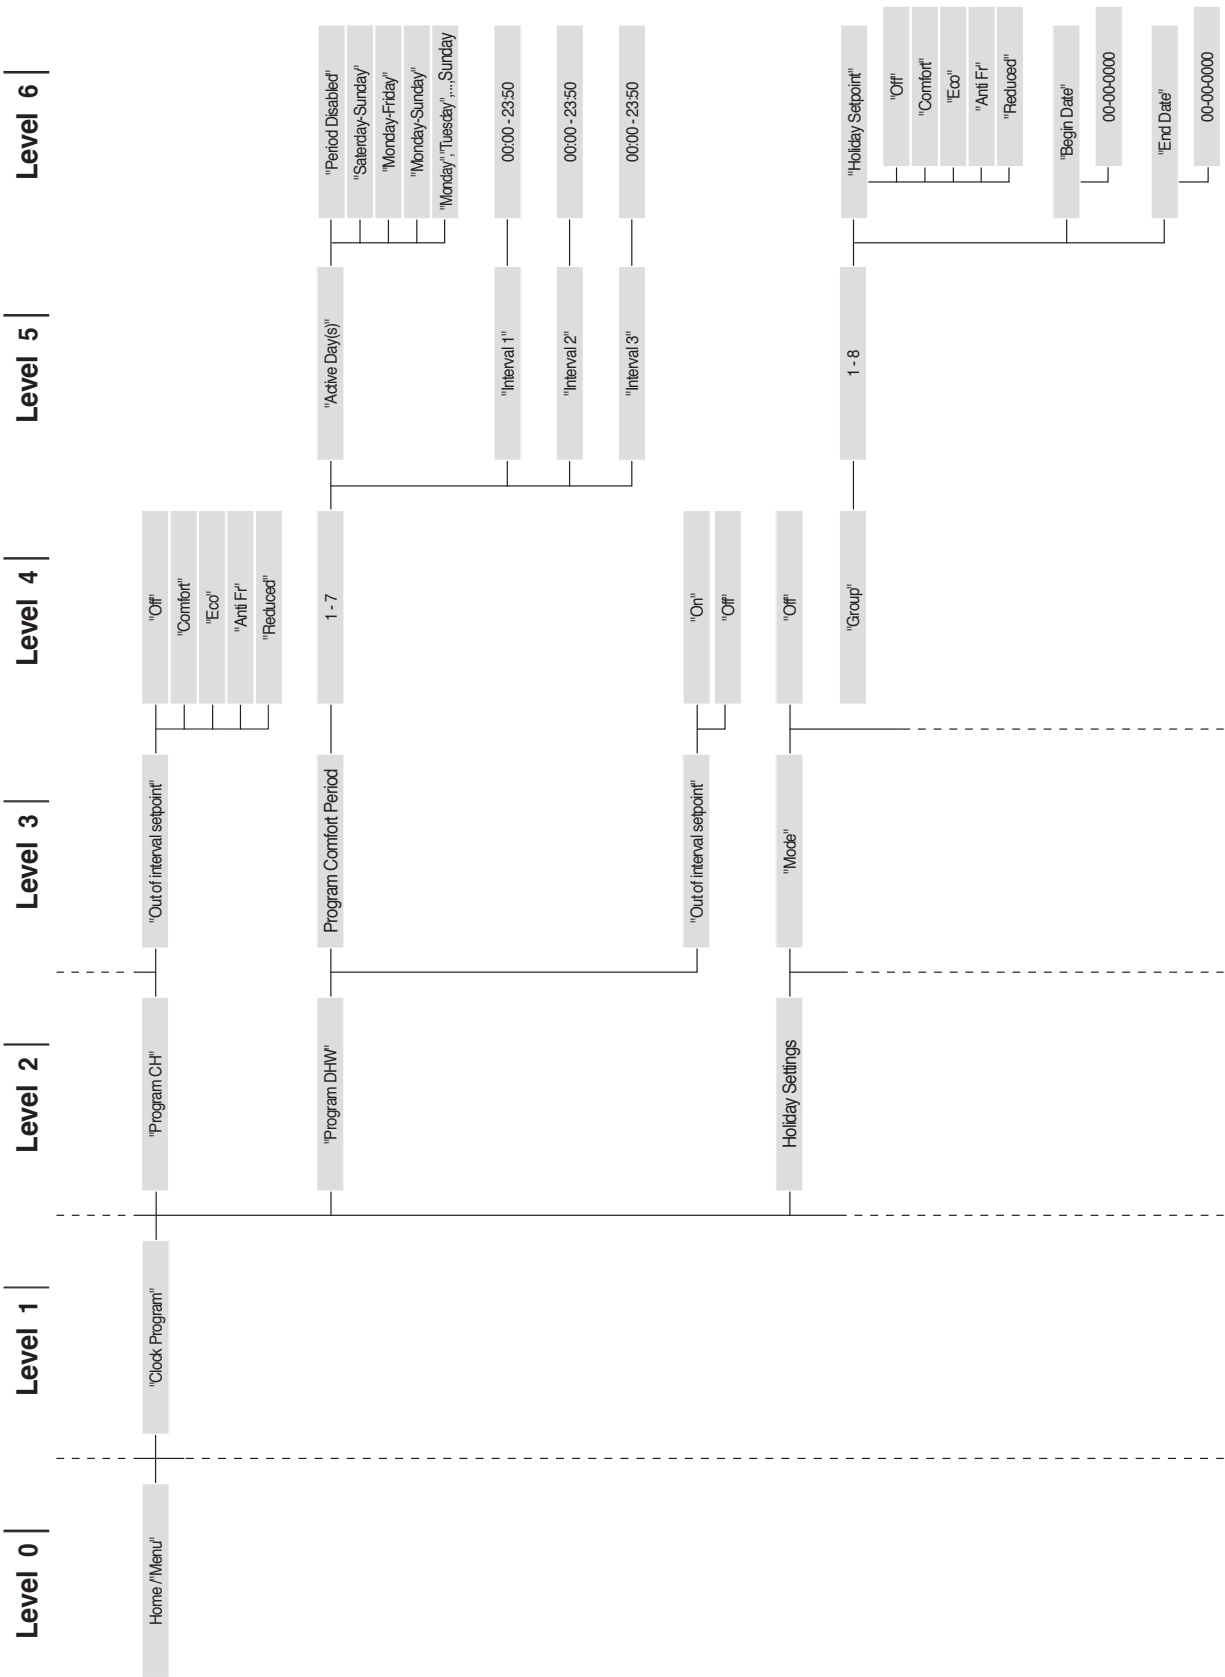 Level 0
Level 1
Level 2
Level 3
Level 4
Level 5
Level 6
Home /"Menu"
"Clock Program"
"Program CH"
"Out of interval setpoint"
"Off"
"Comfort"
"Eco"
"Anti Fr"
"Reduced"
"Program DHW"
Program Comfort Period
1 - 7
"Active Day(s)"
"Period Disabled"
"Saterday-Sunday"
"Monday-Friday"
"Monday-Sunday"
"Monday","Tuesday",...,Sunday
"Interval 1"
00:00 - 23:50
"Interval 2"
00:00 - 23:50
"Interval 3"
00:00 - 23:50
"Out of interval setpoint"
"On"
"Off"
Holiday Settings
"Mode"
"Off"
"Group"
1 - 8
"Holiday Setpoint"
"Off"
"Comfort"
"Eco"
"Anti Fr"
"Reduced"
"Begin Date"
00-00-0000
"End Date"
00-00-0000